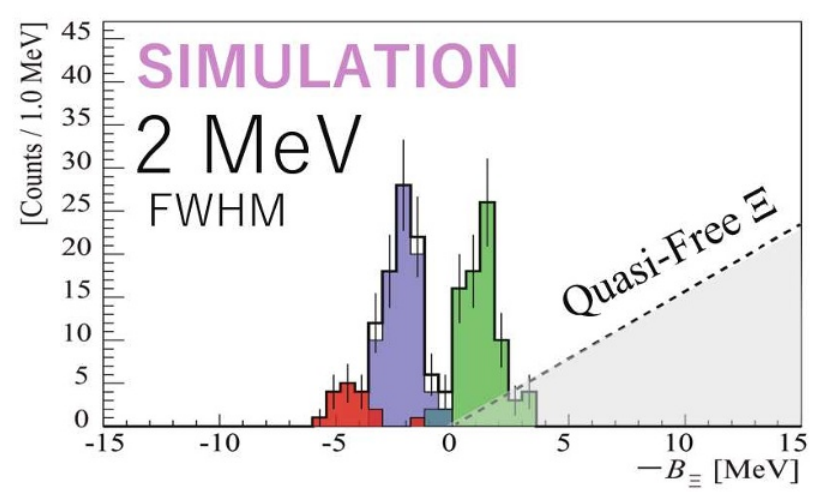 [Counts / 1.0 MeV]
45
40
35
30
25
20
15
10
5
0
SIMULATION
2 MeV
FWHM
Quasi-Free Ξ
-15 -10 -5 0 5 10 15
−B_Ξ [MeV]